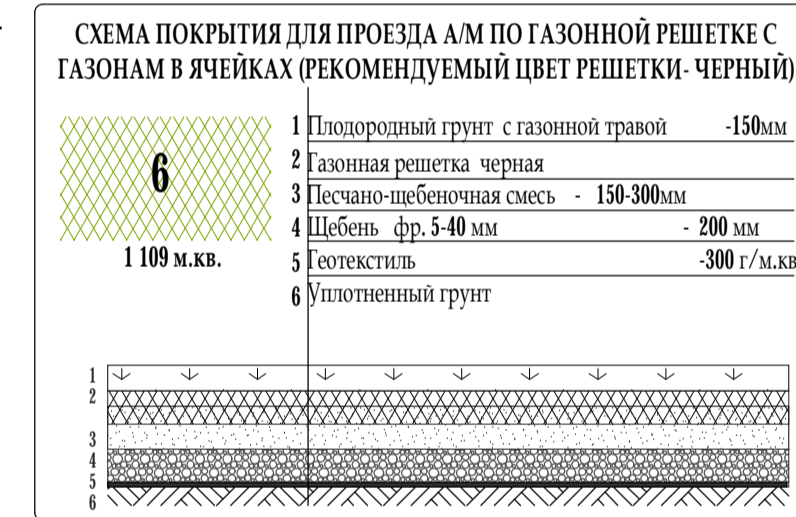 СХЕМА ПОКРЫТИЯ ДЛЯ ПРОЕЗДА А/М ПО ГАЗОННОЙ РЕШЕТКЕ С
ГАЗОНАМ В ЯЧЕЙКАХ (РЕКОМЕНДУЕМЫЙ ЦВЕТ РЕШЕТКИ- ЧЕРНЫЙ)
6
1 109 м.кв.
1 Плодородный грунт с газонной травой -150мм
2 Газонная решетка черная
3 Песчано-щебеночная смесь - 150-300мм
4 Щебень фр. 5-40 мм - 200 мм
5 Геотекстиль -300 г/м.кв
6 Уплотненный грунт
1
2
3
4
5
6